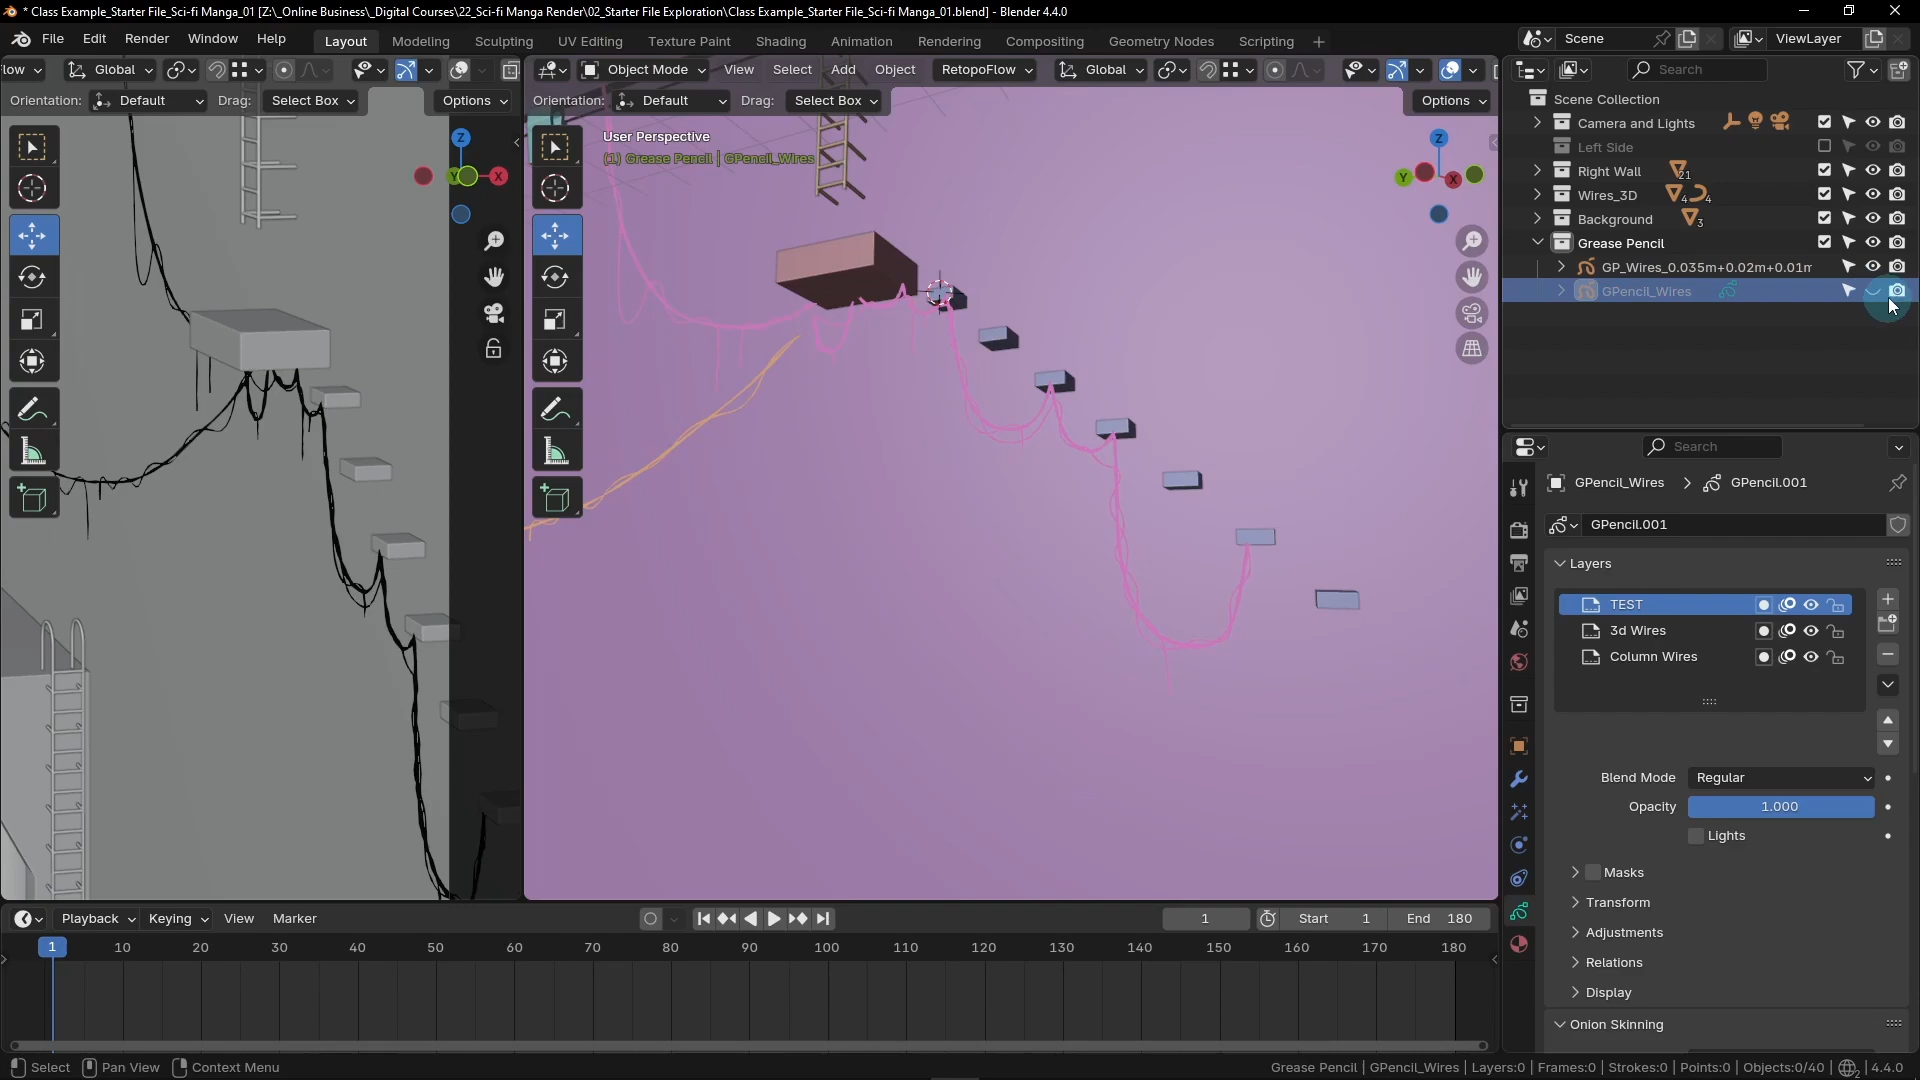 * Class Example_Starter File_Sci-fi Manga_01 [Z:\_Online Business\_Digital Courses\22_Sci-fi Manga Render\02_Starter File Exploration\Class Example_Starter File_Sci-fi Manga_01.blend] - Blender 4.4.0
File Edit Render Window Help Layout Modeling Sculpting UV Editing Texture Paint Shading Animation Rendering Compositing Geometry Nodes Scripting + Scene ViewLayer
low Global Object Mode View Select Add Object RetopoFlow Global Search
Orientation: Default Drag: Select Box Options Orientation: Default Drag: Select Box Options
Scene Collection
Camera and Lights
Left Side
Right Wall 21
Wires_3D 4 4
Background 3
Grease Pencil
GP_Wires_0.035m+0.02m+0.01m
GPencil_Wires
User Perspective
(1) Grease Pencil | GPencil_Wires
Z
Y X
Z
Y X
Search
GPencil_Wires > GPencil.001
GPencil.001
Layers
TEST
3d Wires
Column Wires
Blend Mode Regular
Opacity 1.000
Lights
Masks
Transform
Adjustments
Relations
Display
Onion Skinning
Playback Keying View Marker 1 Start 1 End 180
1 10 20 30 40 50 60 70 80 90 100 110 120 130 140 150 160 170 180
Select Pan View Context Menu Grease Pencil | GPencil_Wires | Layers:0 | Frames:0 | Strokes:0 | Points:0 | Objects:0/40 | 2 | 4.4.0